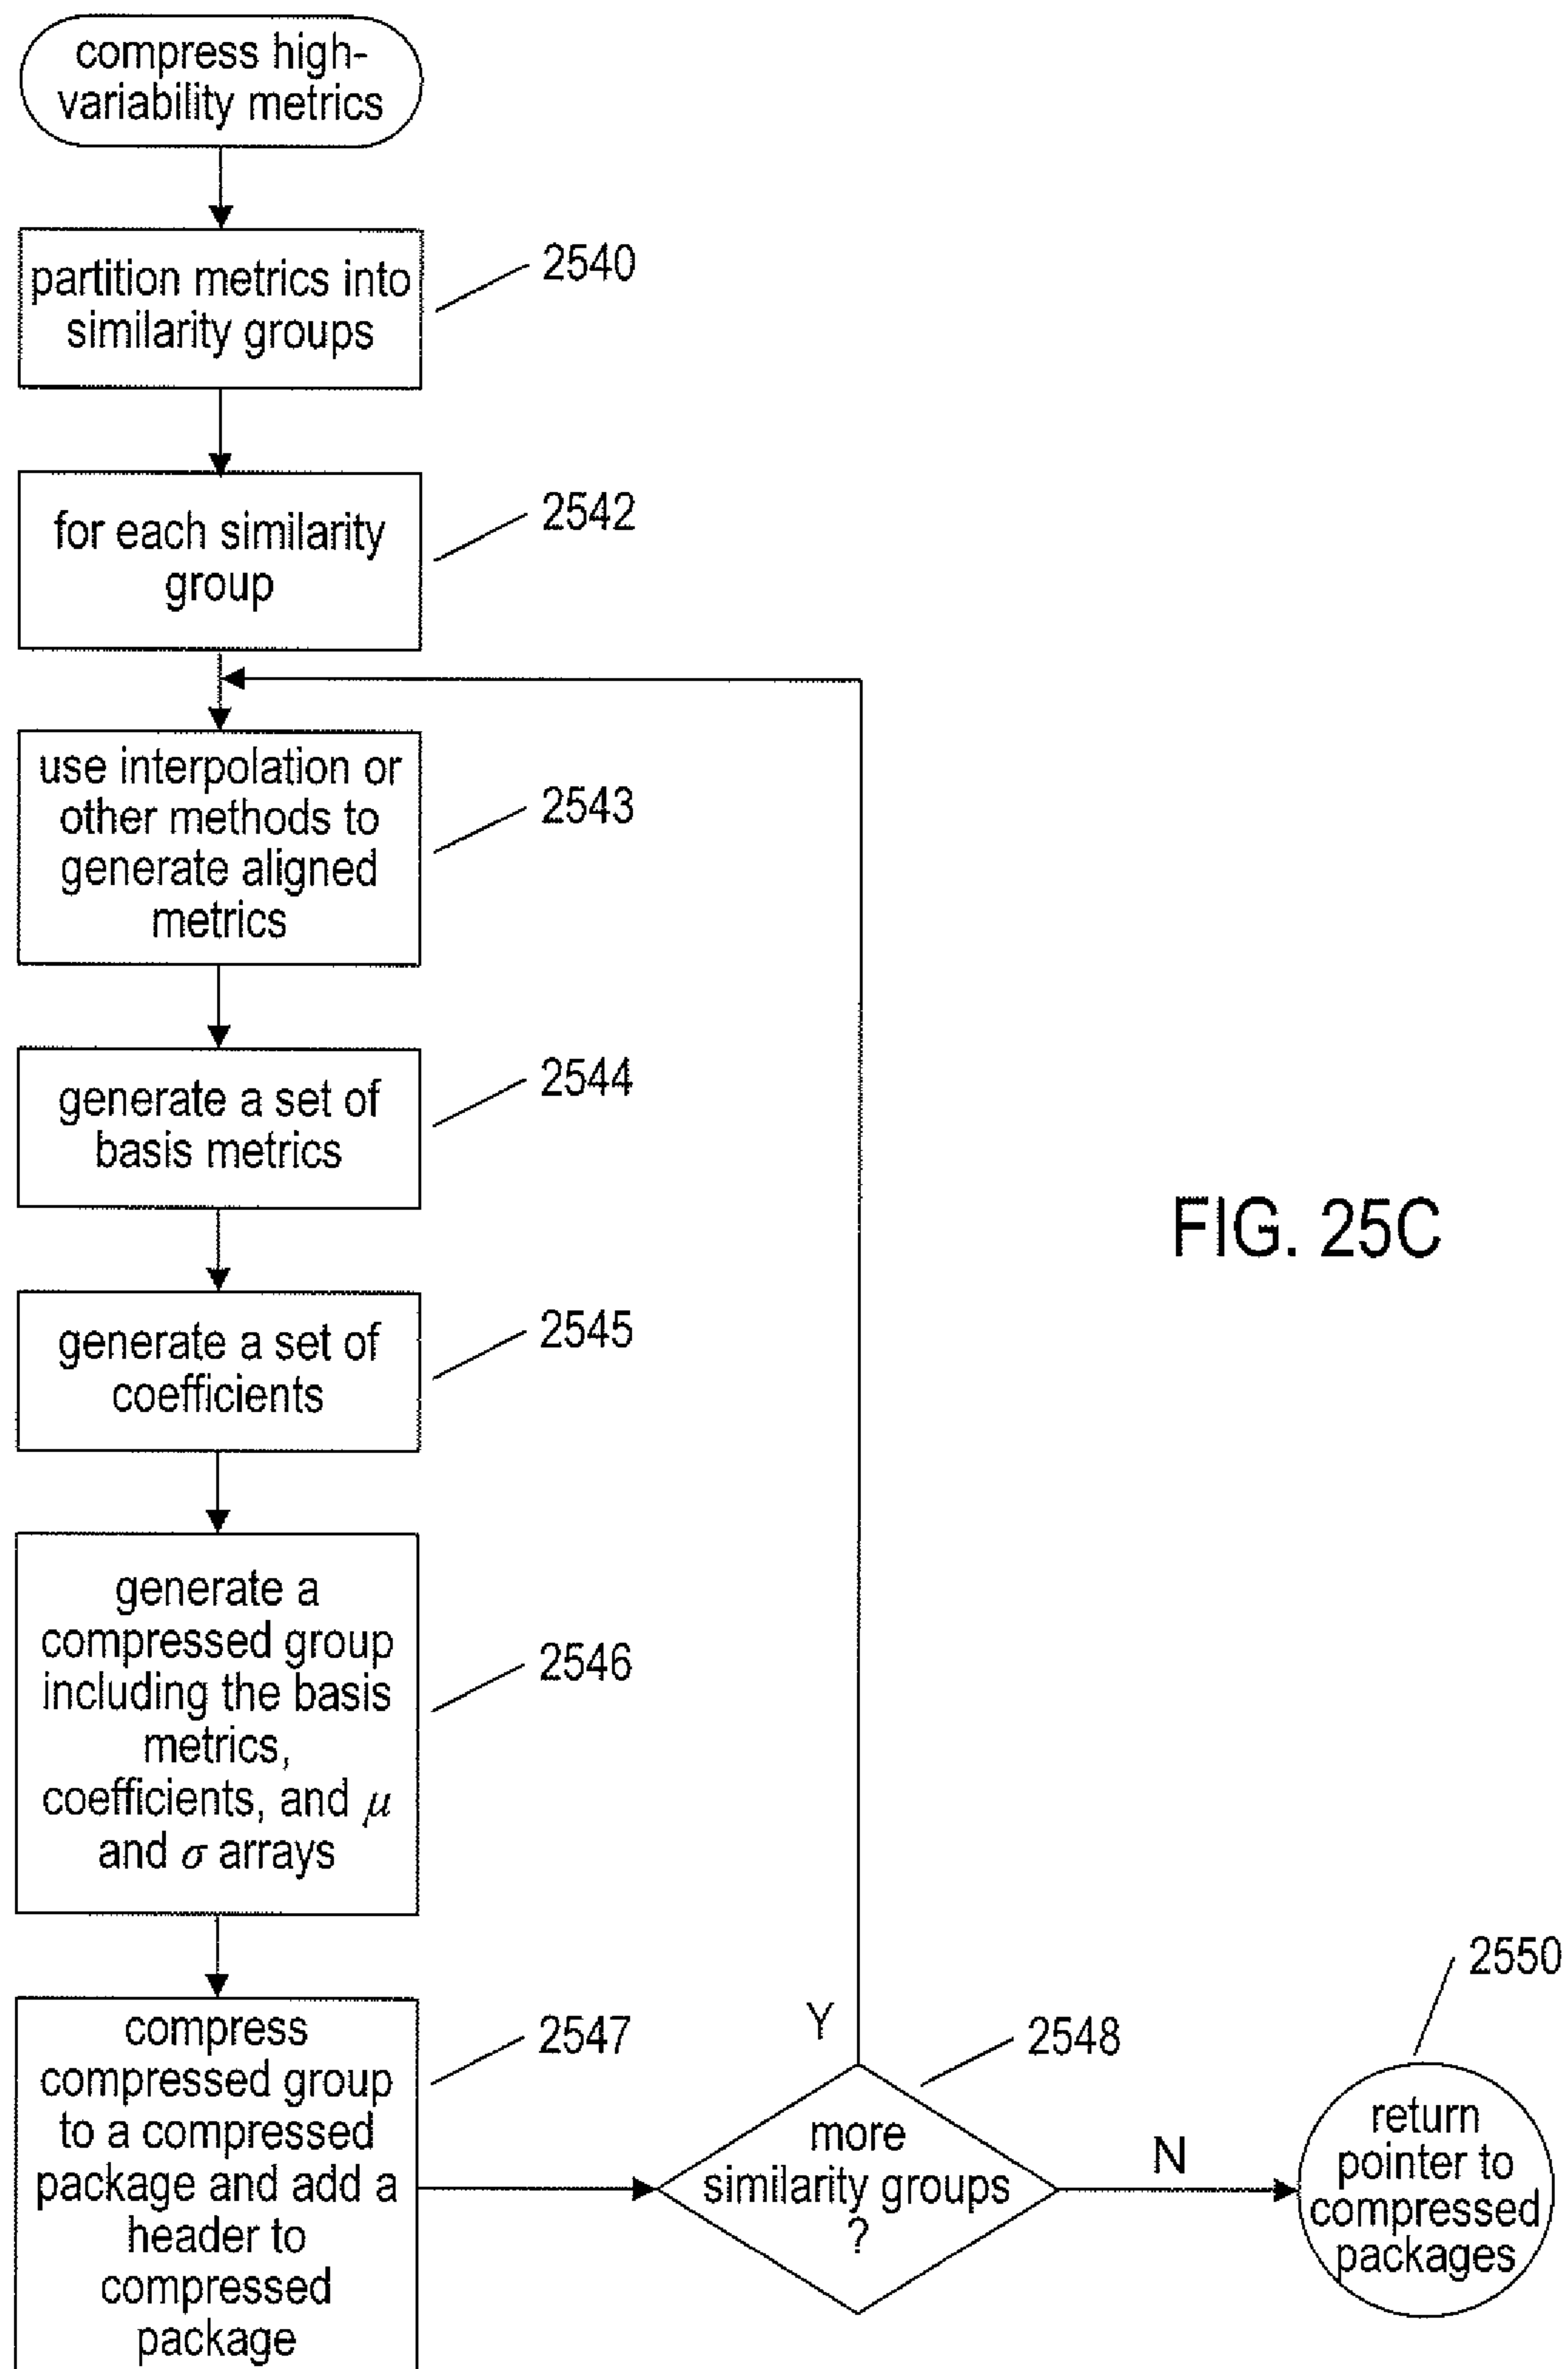 compress high-
variability metrics
partition metrics into
similarity groups
2540
for each similarity
group
2542
use interpolation or
other methods to
generate aligned
metrics
2543
generate a set of
basis metrics
2544
generate a set of
coefficients
2545
generate a
compressed group
including the basis
metrics,
coefficients, and μ
and σ arrays
2546
compress
compressed group
to a compressed
package and add a
header to
compressed
package
2547
more
similarity groups
?
2548
Y
N
return
pointer to
compressed
packages
2550
FIG. 25C